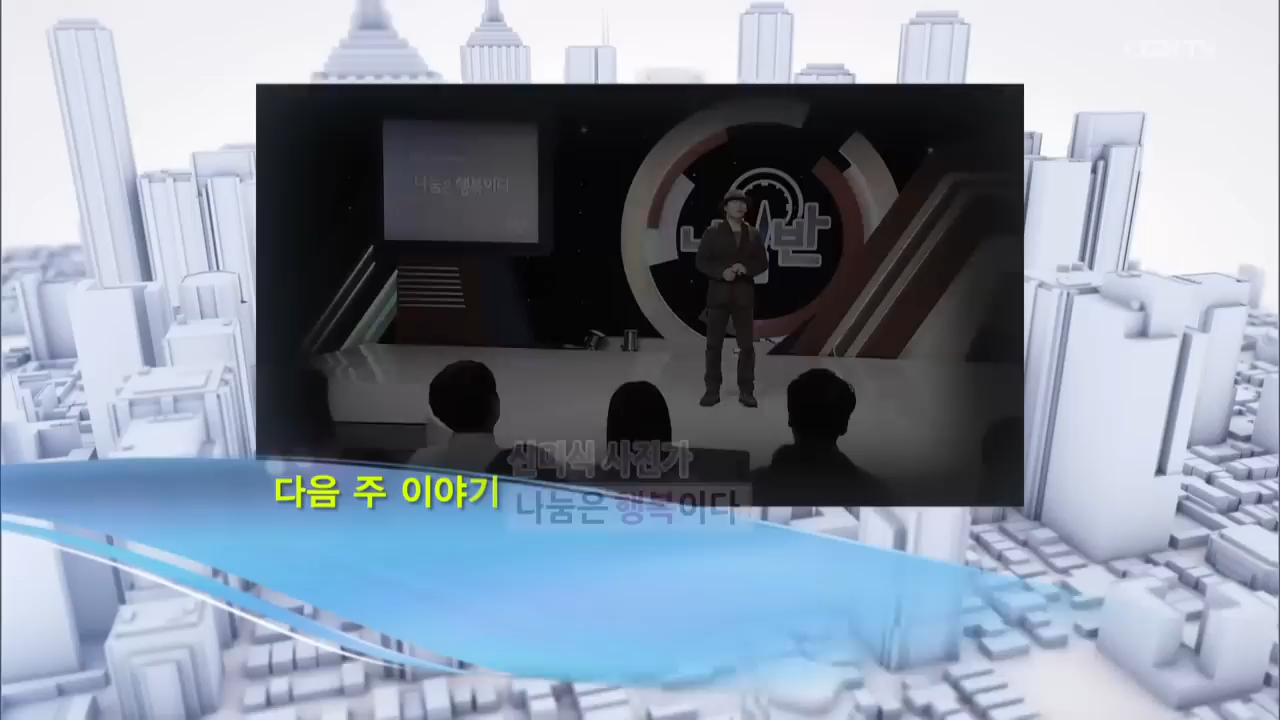 나눔은 행복이다
반
신미식 사진가
다음 주 이야기
나눔은 행복이다